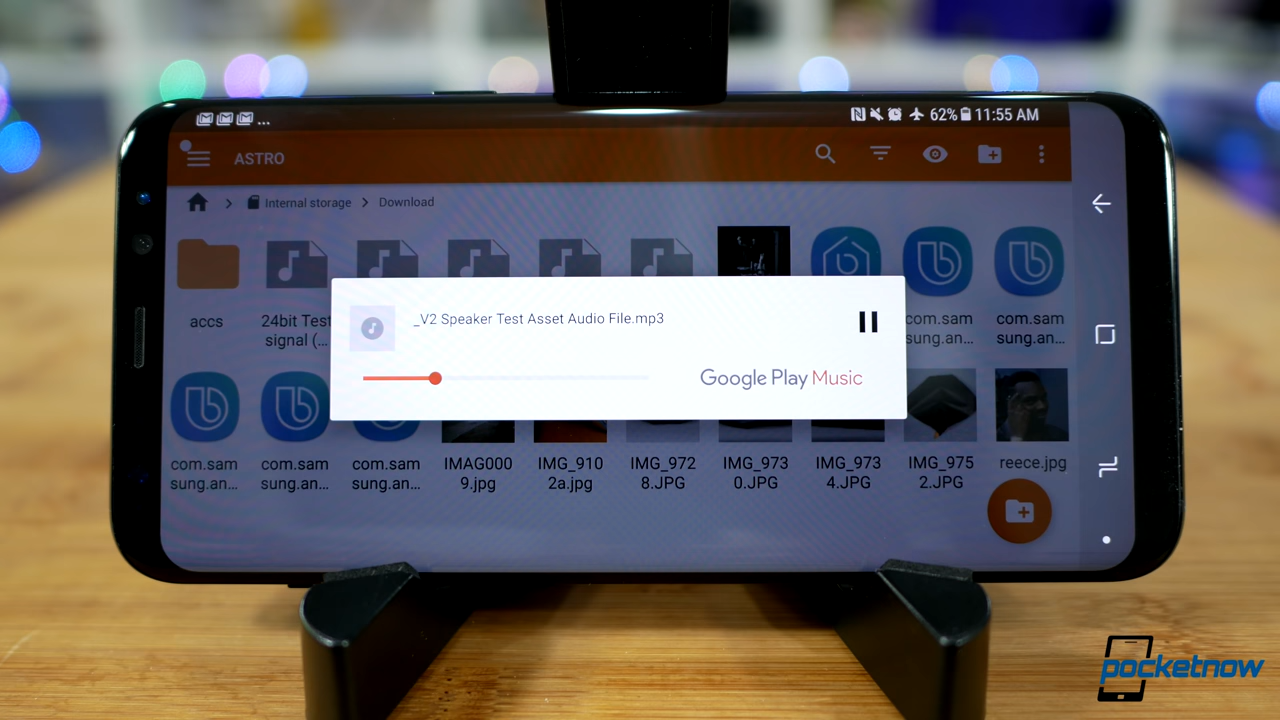 62% 11:55 AM
ASTRO
Internal storage > Download
accs
24bit Test
signal (...
com.sam
sung.an...
com.sam
sung.an...
_V2 Speaker Test Asset Audio File.mp3
Google Play Music
com.sam
sung.an...
com.sam
sung.an...
com.sam
sung.an...
IMAG000
9.jpg
IMG_910
2a.jpg
IMG_972
8.JPG
IMG_973
0.JPG
IMG_973
4.JPG
IMG_975
2.JPG
reece.jpg
pocketnow